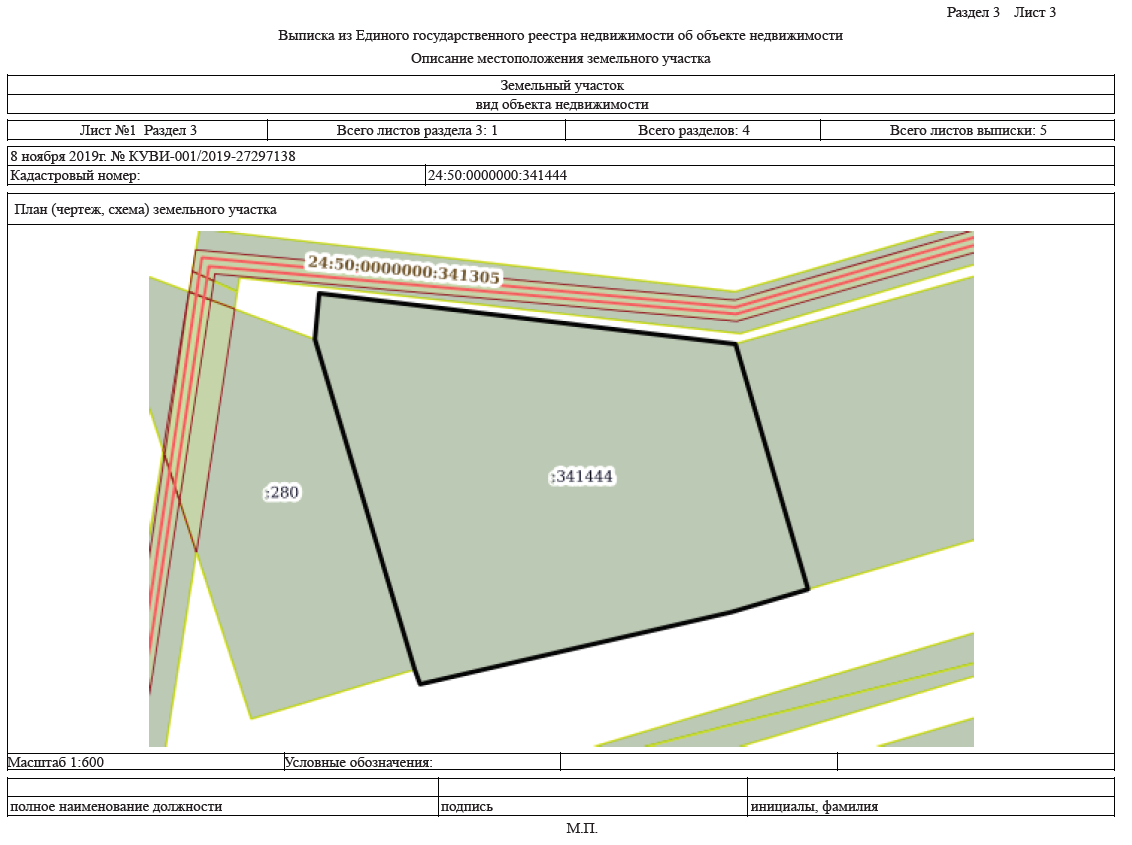 Раздел 3 Лист 3
Выписка из Единого государственного реестра недвижимости об объекте недвижимости
Описание местоположения земельного участка
Земельный участок
вид объекта недвижимости
Лист №1 Раздел 3 Всего листов раздела 3: 1 Всего разделов: 4 Всего листов выписки: 5
8 ноября 2019г. № КУВИ-001/2019-27297138
Кадастровый номер: 24:50:0000000:341444
План (чертеж, схема) земельного участка
24:50:0000000:341305
:341444
:280
Масштаб 1:600 Условные обозначения:
полное наименование должности подпись инициалы, фамилия
М.П.